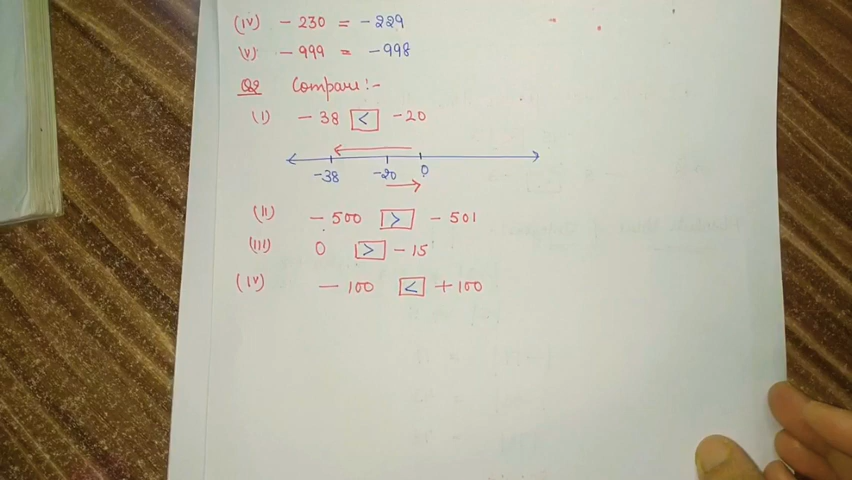 (iv) - 230 = -229
(v) - 999 = -998
Q2 Compare:-
(i) - 38 < -20
-38 -20 0
(ii) - 500 > - 501
(iii) 0 > - 15
(iv) - 100 < +100